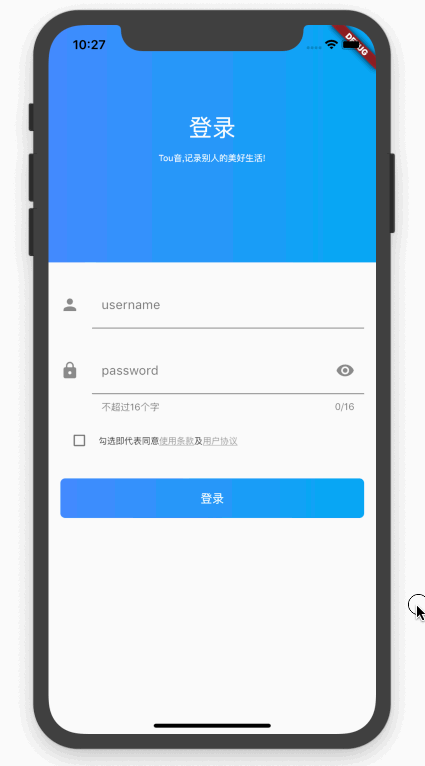 10:27
DEBUG
登录
Tou音,记录别人的美好生活!
username
password
不超过16个字 0/16
勾选即代表同意使用条款及用户协议
登录